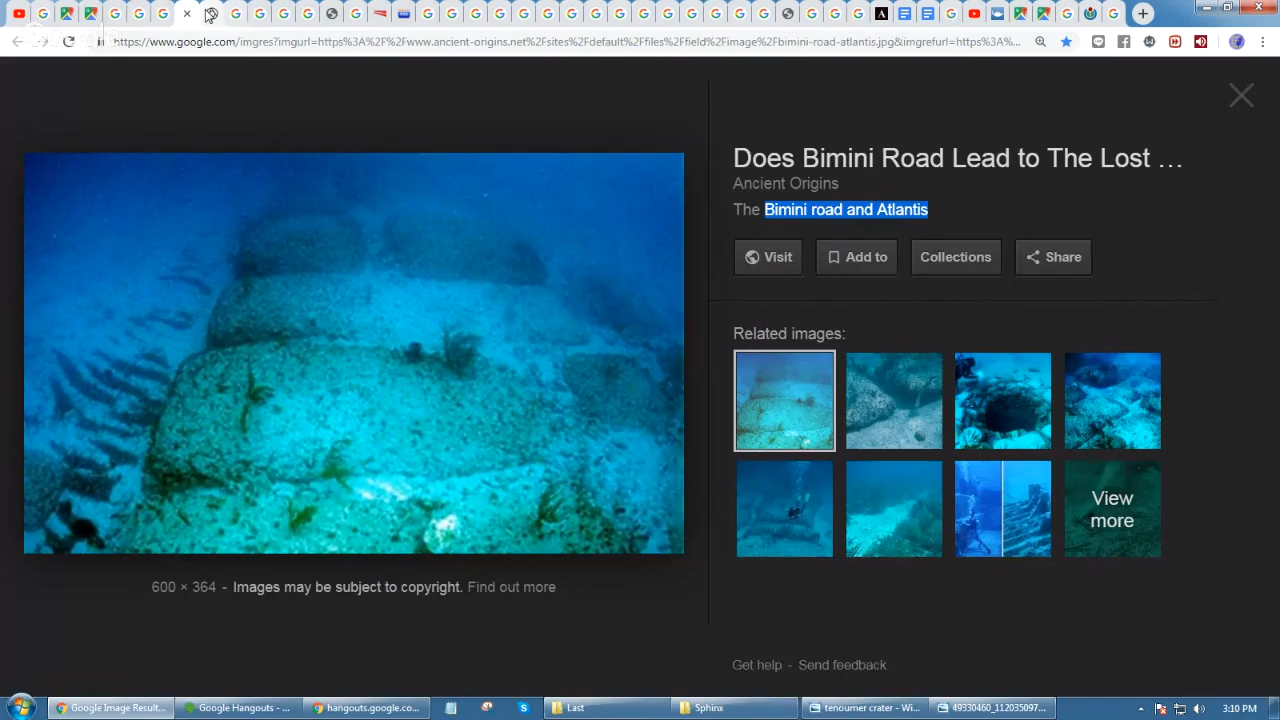 https://www.google.com/imgres?imgurl=https%3A%2F%2Fwww.ancient-origins.net%2Fsites%2Fdefault%2Ffiles%2Ffield%2Fimage%2Fbimini-road-atlantis.jpg&imgrefurl=https%3A%...
Does Bimini Road Lead to The Lost …
Ancient Origins
The Bimini road and Atlantis
Visit
Add to
Collections
Share
Related images:
View
more
600 × 364 - Images may be subject to copyright. Find out more
Get help - Send feedback
Google Image Result...
Google Hangouts - ...
hangouts.google.co...
Last
Sphinx
tenoumer crater - Wi...
49330460_112035097...
3:10 PM